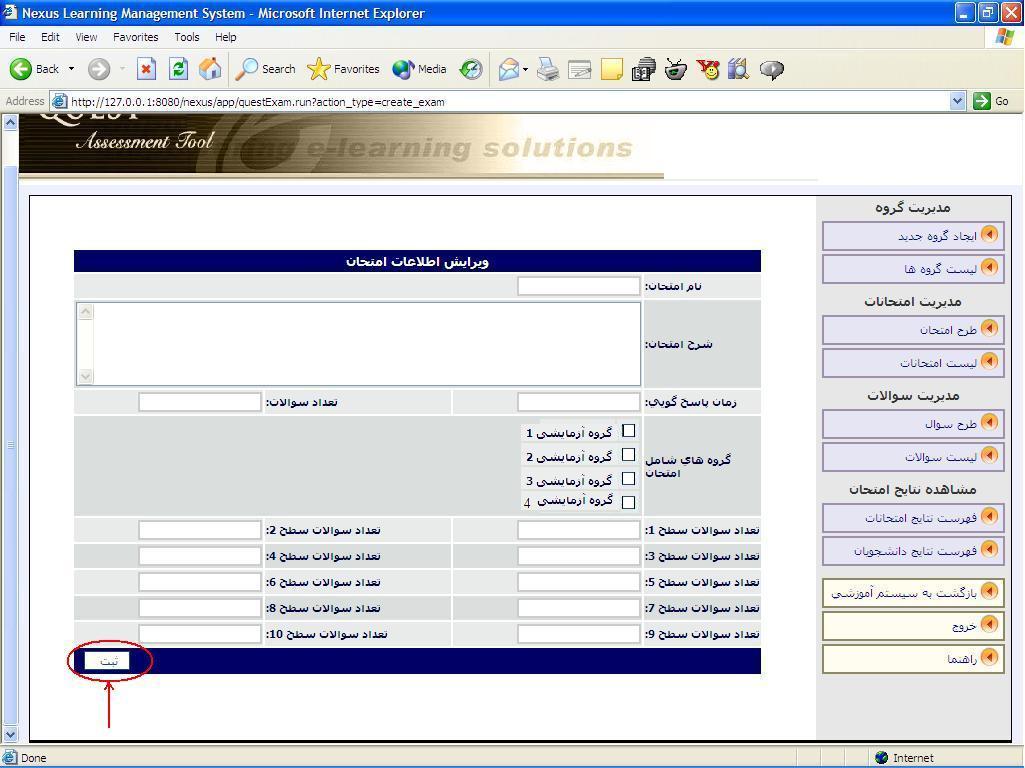 Nexus Learning Management System - Microsoft Internet Explorer
File Edit View Favorites Tools Help
Back Search Favorites Media
Address http://127.0.0.1:8080/nexus/app/questExam.run?action_type=create_exam Go
QUEST
Assessment Tool
e-learning solutions
مدیریت گروه
ایجاد گروه جدید
لیست گروه ها
مدیریت امتحانات
طرح امتحان
لیست امتحانات
مدیریت سوالات
طرح سوال
لیست سوالات
مشاهده نتایج امتحان
فهرست نتایج امتحانات
فهرست نتایج دانشجویان
بازگشت به سیستم آموزشی
خروج
راهنما
ویرایش اطلاعات امتحان
نام امتحان:
شرح امتحان:
زمان پاسخ گویی: تعداد سوالات:
گروه های شامل امتحان
گروه آزمایشی 1
گروه آزمایشی 2
گروه آزمایشی 3
گروه آزمایشی 4
تعداد سوالات سطح 1: تعداد سوالات سطح 2:
تعداد سوالات سطح 3: تعداد سوالات سطح 4:
تعداد سوالات سطح 5: تعداد سوالات سطح 6:
تعداد سوالات سطح 7: تعداد سوالات سطح 8:
تعداد سوالات سطح 9: تعداد سوالات سطح 10:
ثبت
Done Internet